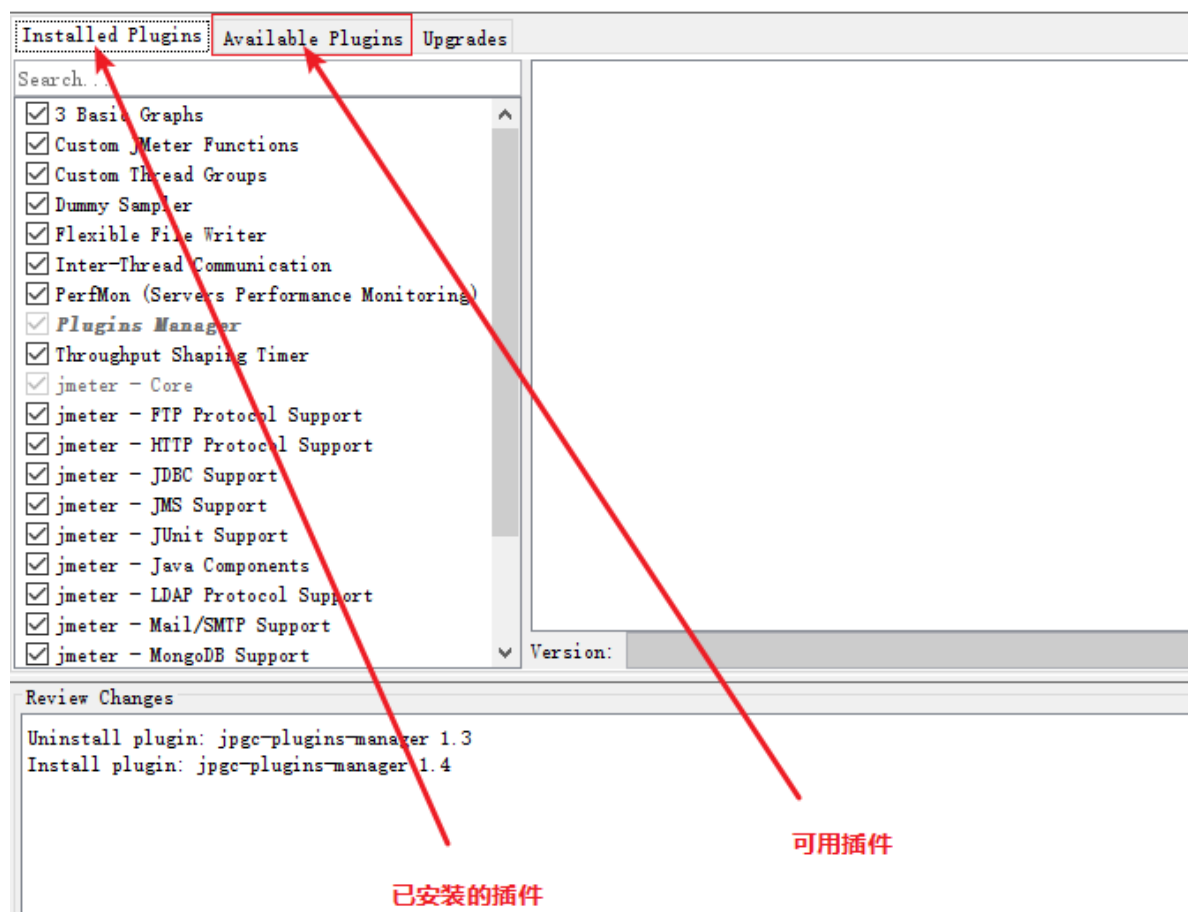 Installed Plugins Available Plugins Upgrades
Search...
3 Basic Graphs
Custom JMeter Functions
Custom Thread Groups
Dummy Sampler
Flexible File Writer
Inter-Thread Communication
PerfMon (Servers Performance Monitoring)
Plugins Manager
Throughput Shaping Timer
jmeter - Core
jmeter - FTP Protocol Support
jmeter - HTTP Protocol Support
jmeter - JDBC Support
jmeter - JMS Support
jmeter - JUnit Support
jmeter - Java Components
jmeter - LDAP Protocol Support
jmeter - Mail/SMTP Support
jmeter - MongoDB Support
Version:
Review Changes
Uninstall plugin: jpgc-plugins-manager 1.3
Install plugin: jpgc-plugins-manager 1.4
可用插件
已安装的插件